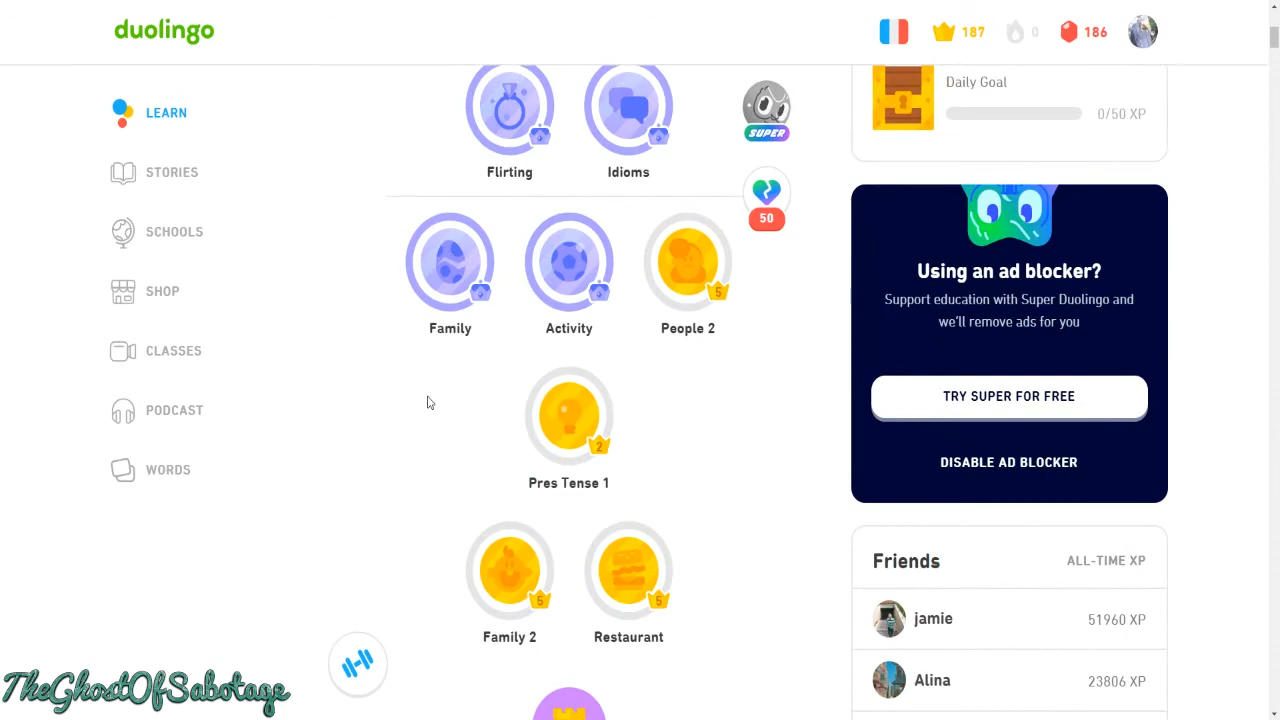 duolingo
187
0
186
LEARN
STORIES
SCHOOLS
SHOP
CLASSES
PODCAST
WORDS
Flirting
Idioms
SUPER
50
Family
Activity
5
People 2
2
Pres Tense 1
5
Family 2
5
Restaurant
Daily Goal
0/50 XP
Using an ad blocker?
Support education with Super Duolingo and
we'll remove ads for you
TRY SUPER FOR FREE
DISABLE AD BLOCKER
Friends
ALL-TIME XP
jamie
51960 XP
Alina
23806 XP
TheGhostOfSabotage